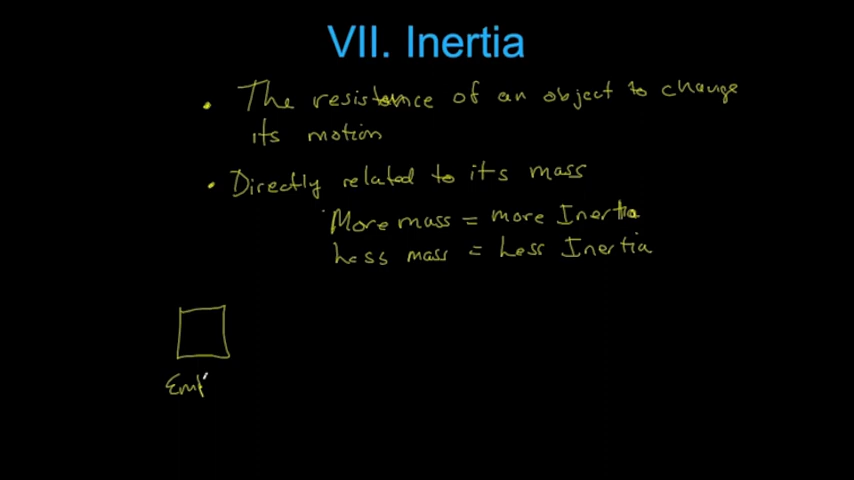 VII. Inertia
• The resistance of an object to change
its motion
• Directly related to its mass
More mass = more Inertia
Less mass = Less Inertia